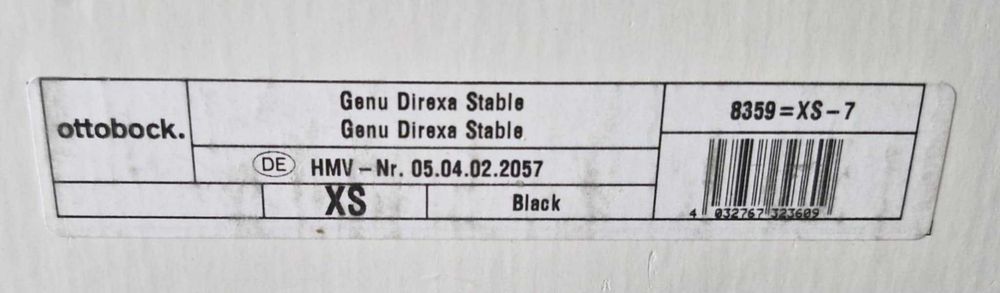 ottobock.
Genu Direxa Stable
Genu Direxa Stable
DE HMV-Nr. 05.04.02.2057
XS
Black
8359=XS-7
4 032767 323609